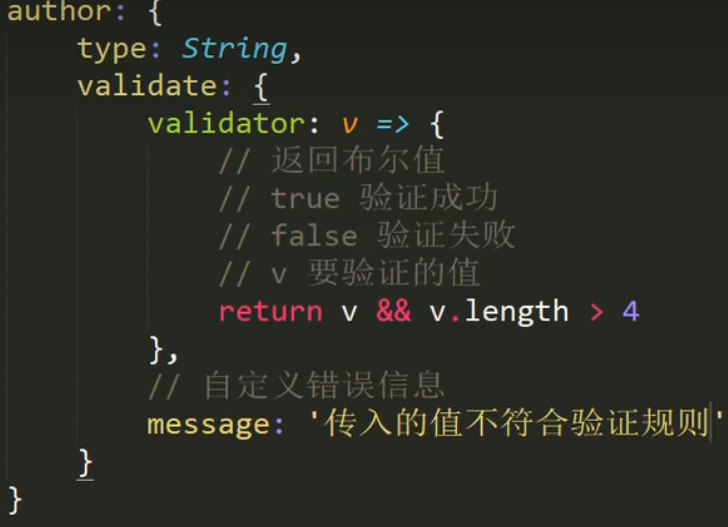 author: {
    type: String,
    validate: {
        validator: v => {
            // 返回布尔值
            // true 验证成功
            // false 验证失败
            // v 要验证的值
            return v && v.length > 4
        },
        // 自定义错误信息
        message: '传入的值不符合验证规则'
    }
}